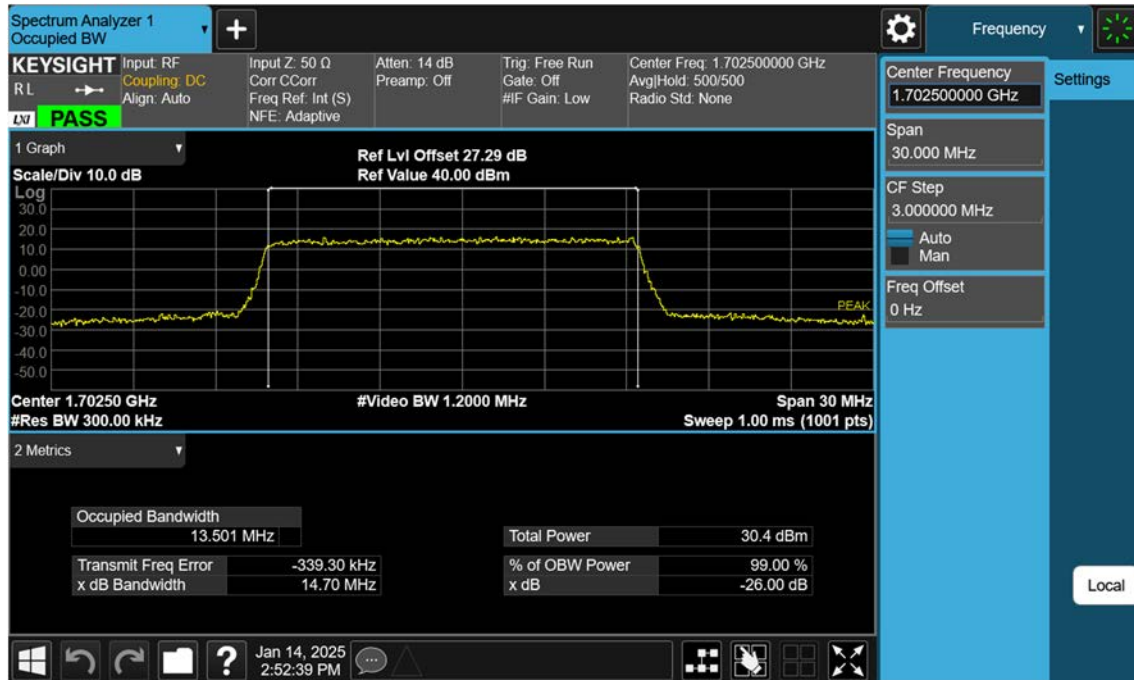 Spectrum Analyzer 1
Occupied BW
+
Frequency
KEYSIGHT
R L
LXI PASS
Input: RF
Coupling: DC
Align: Auto
Input Z: 50 Ω
Corr CCorr
Freq Ref: Int (S)
NFE: Adaptive
Atten: 14 dB
Preamp: Off
Trig: Free Run
Gate: Off
#IF Gain: Low
Center Freq: 1.702500000 GHz
Avg|Hold: 500/500
Radio Std: None
1 Graph
Scale/Div 10.0 dB
Ref Lvl Offset 27.29 dB
Ref Value 40.00 dBm
Log
30.0
20.0
10.0
0.00
-10.0
-20.0
-30.0
-40.0
-50.0
PEAK
Center 1.70250 GHz
#Video BW 1.2000 MHz
Span 30 MHz
#Res BW 300.00 kHz
Sweep 1.00 ms (1001 pts)
2 Metrics
Occupied Bandwidth
13.501 MHz
Total Power 30.4 dBm
Transmit Freq Error -339.30 kHz
% of OBW Power 99.00 %
x dB Bandwidth 14.70 MHz
x dB -26.00 dB
Center Frequency
1.702500000 GHz
Settings
Span
30.000 MHz
CF Step
3.000000 MHz
Auto
Man
Freq Offset
0 Hz
Local
?
Jan 14, 2025
2:52:39 PM